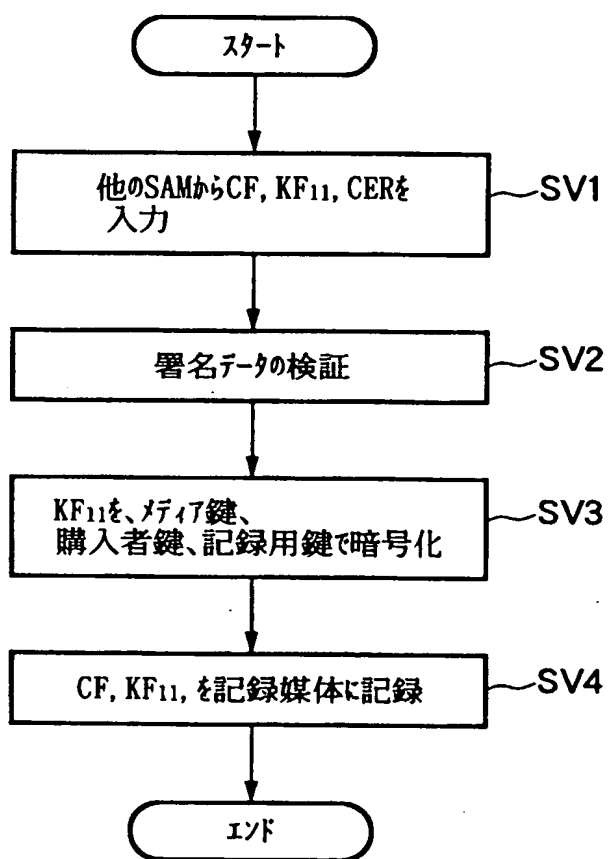 スタート
他のSAMからCF, KF11, CERを
入力
SV1
署名データの検証
SV2
KF11を、メディア鍵、
購入者鍵、記録用鍵で暗号化
SV3
CF, KF11, を記録媒体に記録
SV4
エンド